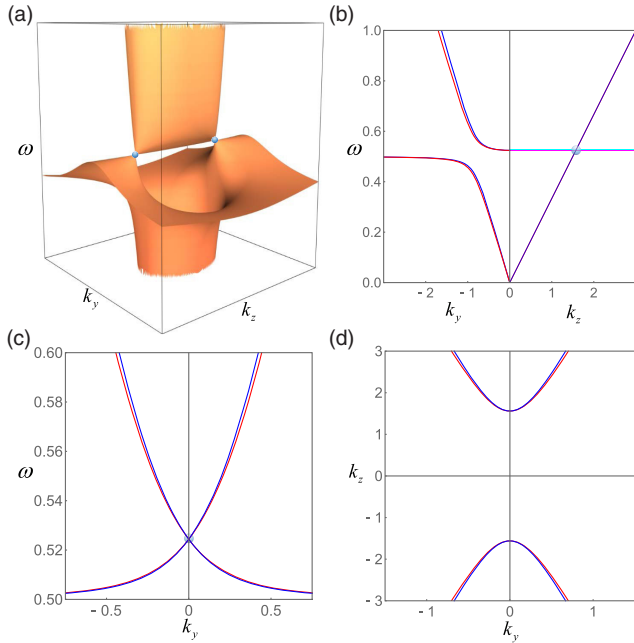 (a)
ω
k_y
k_z
(b)
1.0
0.8
0.6
ω
0.4
0.2
0.0
- 2 - 1 0 1 2
k_y k_z
(c)
0.60
0.58
0.56
ω
0.54
0.52
0.50
- 0.5 0 0.5
k_y
(d)
3
2
1
k_z 0
- 1
- 2
- 3
- 1 0 1
k_y